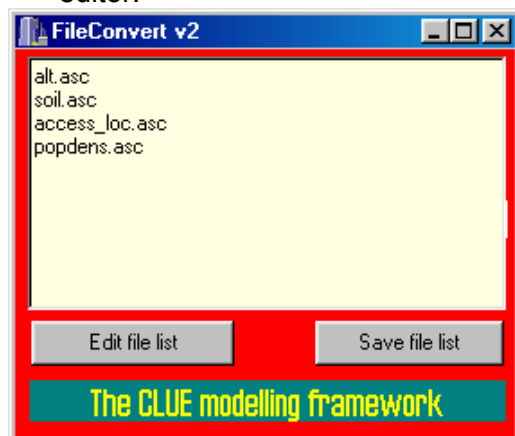 FileConvert v2
alt.asc
soil.asc
access_loc.asc
popdens.asc
Edit file list
Save file list
The CLUE modelling framework